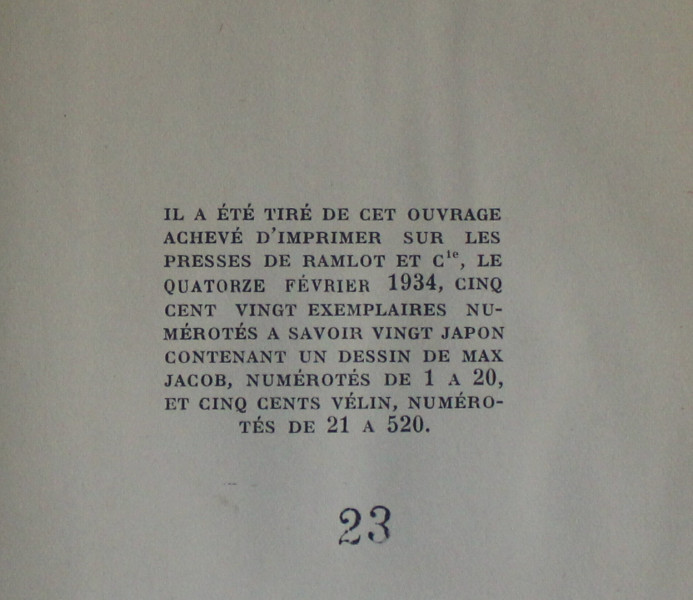 IL A ÉTÉ TIRÉ DE CET OUVRAGE
ACHEVÉ D'IMPRIMER SUR LES
PRESSES DE RAMLOT ET Cie, LE
QUATORZE FÉVRIER 1934, CINQ
CENT VINGT EXEMPLAIRES NU-
MÉROTÉS A SAVOIR VINGT JAPON
CONTENANT UN DESSIN DE MAX
JACOB, NUMÉROTÉS DE 1 A 20,
ET CINQ CENTS VÉLIN, NUMÉRO-
TÉS DE 21 A 520.
23